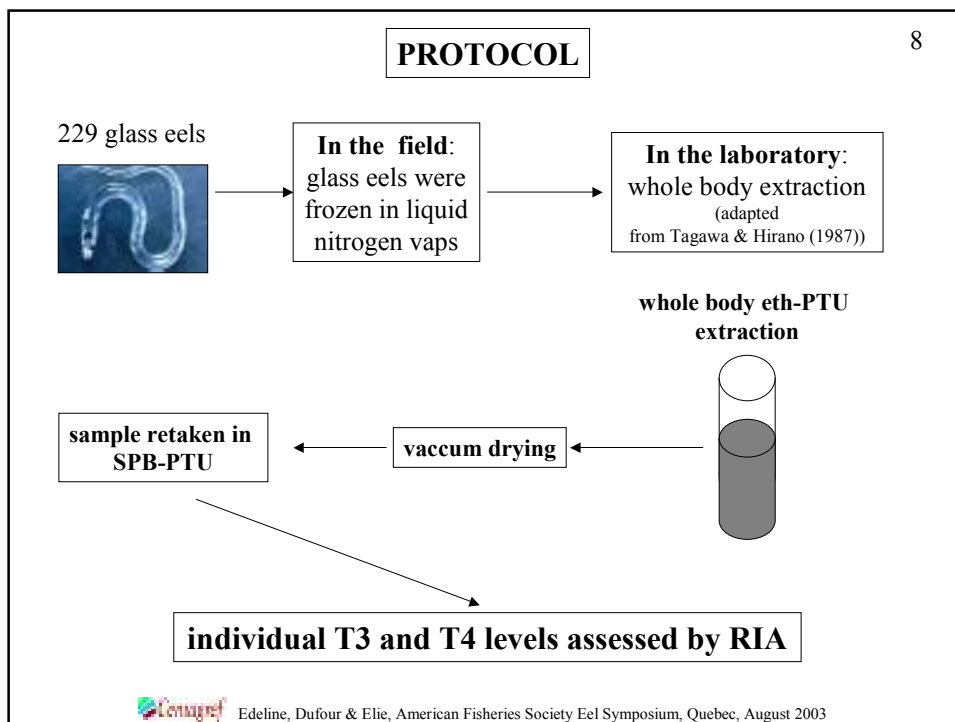 8
PROTOCOL
229 glass eels
In the field:
glass eels were
frozen in liquid
nitrogen vaps
In the laboratory:
whole body extraction
(adapted
from Tagawa & Hirano (1987))
whole body eth-PTU
extraction
vaccum drying
sample retaken in
SPB-PTU
individual T3 and T4 levels assessed by RIA
Cemagref Edeline, Dufour & Elie, American Fisheries Society Eel Symposium, Quebec, August 2003